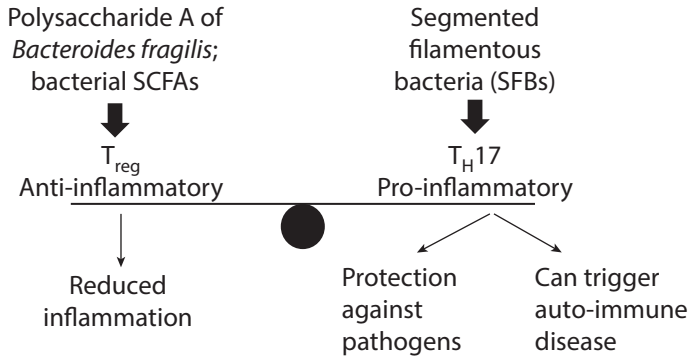 Polysaccharide A of
Bacteroides fragilis;
bacterial SCFAs
Segmented
filamentous
bacteria (SFBs)
Treg
Anti-inflammatory
TH17
Pro-inflammatory
Reduced
inflammation
Protection
against
pathogens
Can trigger
auto-immune
disease